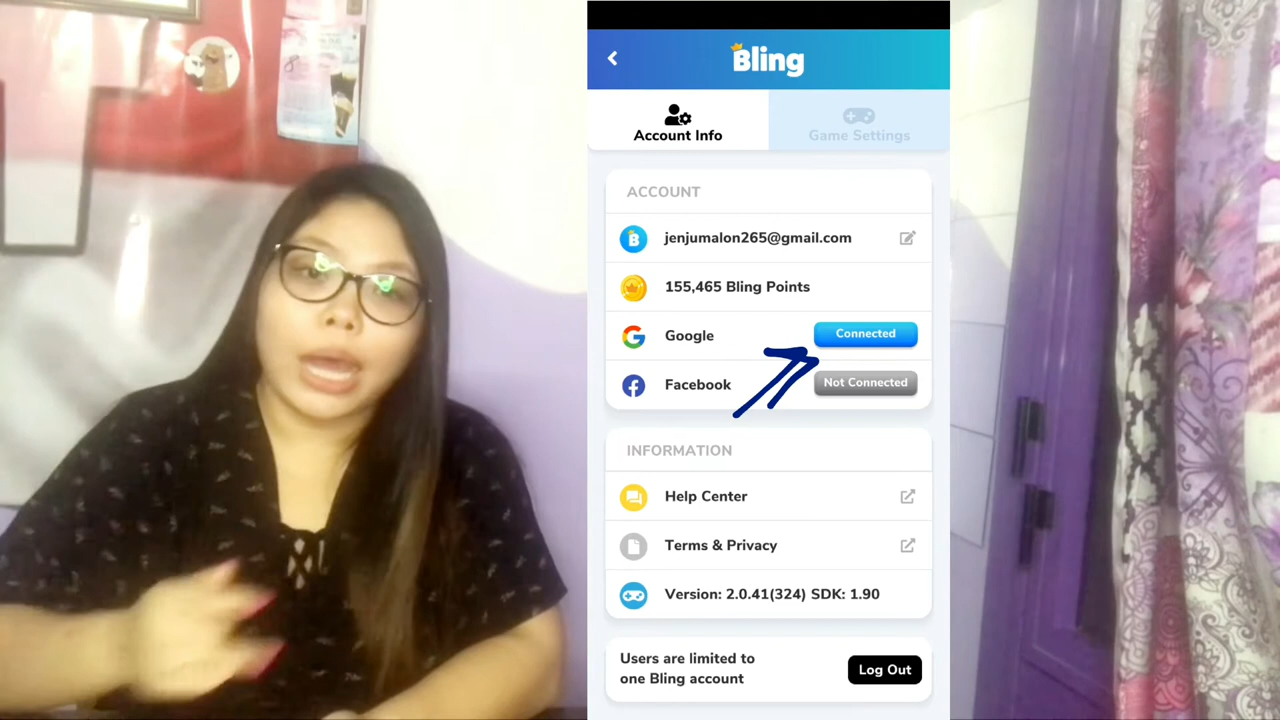 Bling
Account Info
Game Settings
ACCOUNT
jenjumalon265@gmail.com
155,465 Bling Points
Google
Connected
Facebook
Not Connected
INFORMATION
Help Center
Terms & Privacy
Version: 2.0.41(324) SDK: 1.90
Users are limited to
one Bling account
Log Out